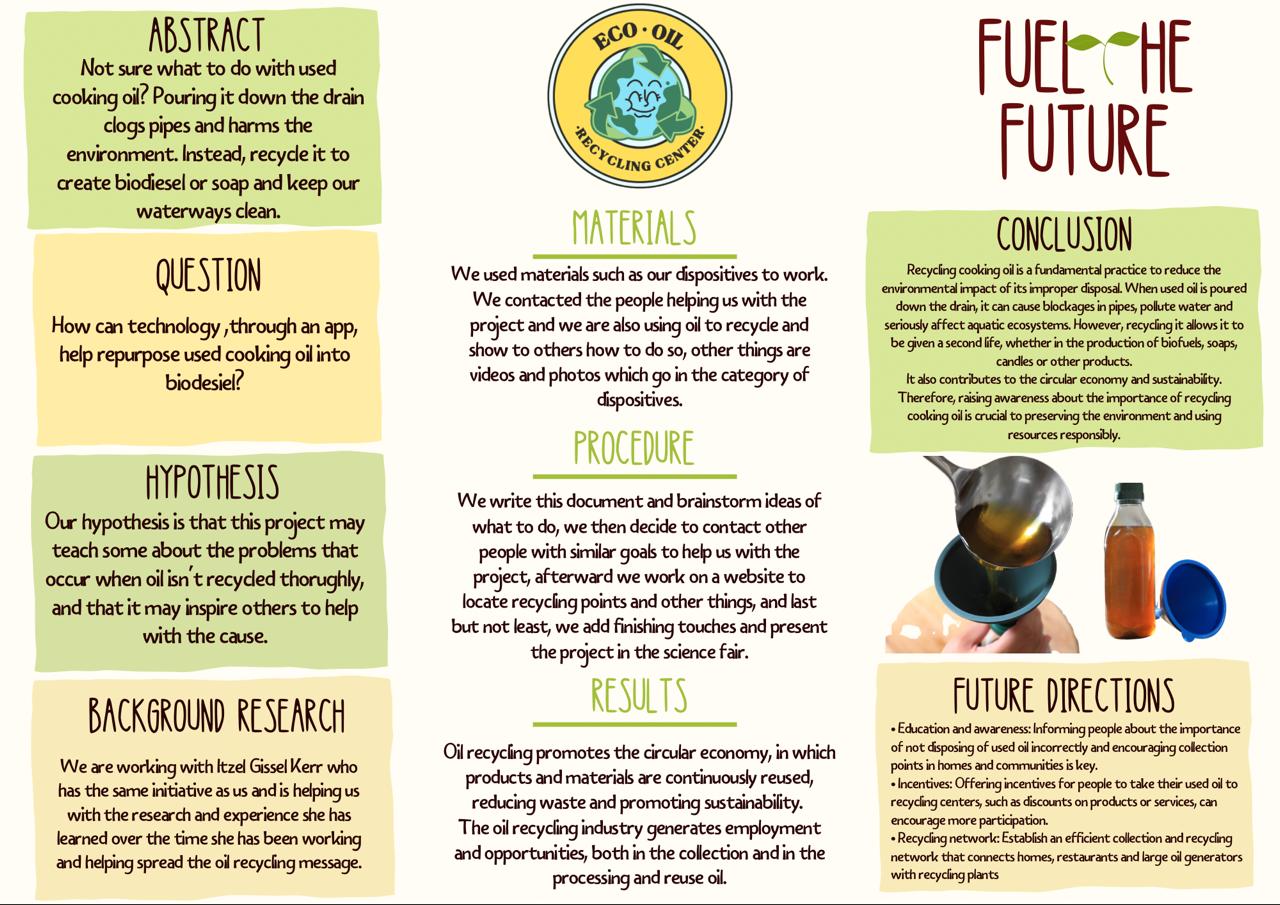 ABSTRACT
Not sure what to do with used
cooking oil? Pouring it down the drain
clogs pipes and harms the
environment. Instead, recycle it to
create biodiesel or soap and keep our
waterways clean.
QUESTION
How can technology ,through an app,
help repurpose used cooking oil into
biodesiel?
HYPOTHESIS
Our hypothesis is that this project may
teach some about the problems that
occur when oil isn't recycled thorughly,
and that it may inspire others to help
with the cause.
BACKGROUND RESEARCH
We are working with Itzel Gissel Kerr who
has the same initiative as us and is helping us
with the research and experience she has
learned over the time she has been working
and helping spread the oil recycling message.
ECO · OIL
·RECYCLING CENTER·
MATERIALS
We used materials such as our dispositives to work.
We contacted the people helping us with the
project and we are also using oil to recycle and
show to others how to do so, other things are
videos and photos which go in the category of
dispositives.
PROCEDURE
We write this document and brainstorm ideas of
what to do, we then decide to contact other
people with similar goals to help us with the
project, afterward we work on a website to
locate recycling points and other things, and last
but not least, we add finishing touches and present
the project in the science fair.
RESULTS
Oil recycling promotes the circular economy, in which
products and materials are continuously reused,
reducing waste and promoting sustainability.
The oil recycling industry generates employment
and opportunities, both in the collection and in the
processing and reuse oil.
FUEL THE
FUTURE
CONCLUSION
Recycling cooking oil is a fundamental practice to reduce the
environmental impact of its improper disposal. When used oil is poured
down the drain, it can cause blockages in pipes, pollute water and
seriously affect aquatic ecosystems. However, recycling it allows it to
be given a second life, whether in the production of biofuels, soaps,
candles or other products.
It also contributes to the circular economy and sustainability.
Therefore, raising awareness about the importance of recycling
cooking oil is crucial to preserving the environment and using
resources responsibly.
FUTURE DIRECTIONS
• Education and awareness: Informing people about the importance
of not disposing of used oil incorrectly and encouraging collection
points in homes and communities is key.
• Incentives: Offering incentives for people to take their used oil to
recycling centers, such as discounts on products or services, can
encourage more participation.
• Recycling network: Establish an efficient collection and recycling
network that connects homes, restaurants and large oil generators
with recycling plants